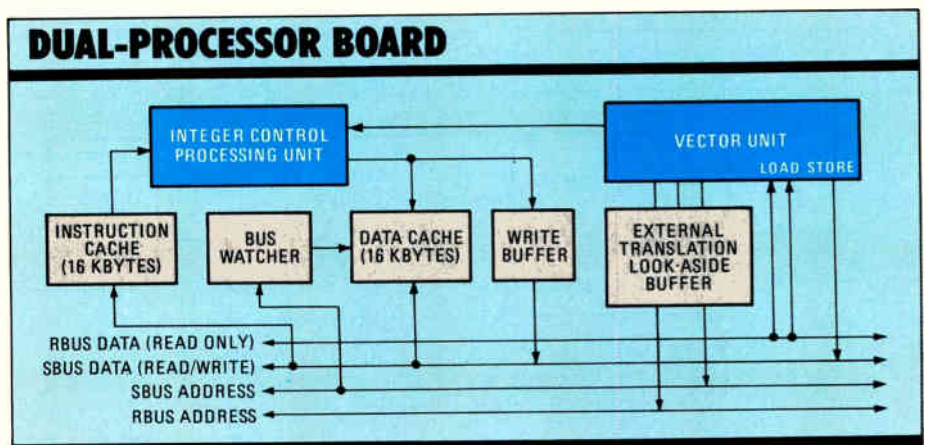 DUAL-PROCESSOR BOARD
INTEGER CONTROL
PROCESSING UNIT
VECTOR UNIT
LOAD STORE
INSTRUCTION
CACHE
(16 KBYTES)
BUS
WATCHER
DATA CACHE
(16 KBYTES)
WRITE
BUFFER
EXTERNAL
TRANSLATION
LOOK-ASIDE
BUFFER
RBUS DATA (READ ONLY)
SBUS DATA (READ/WRITE)
SBUS ADDRESS
RBUS ADDRESS